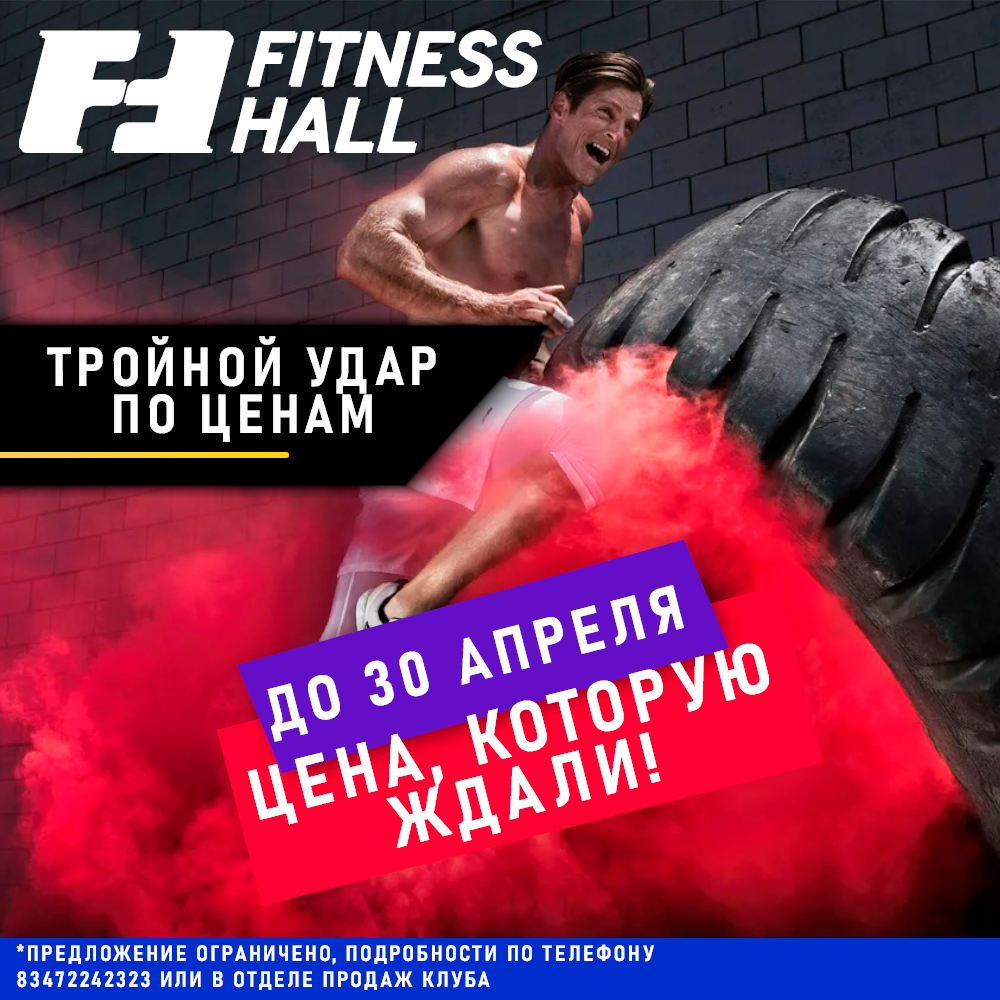 FITNESS
HALL
ТРОЙНОЙ УДАР
ПО ЦЕНАМ
ДО 30 АПРЕЛЯ
ЦЕНА, КОТОРУЮ
ЖДАЛИ!
*ПРЕДЛОЖЕНИЕ ОГРАНИЧЕНО, ПОДРОБНОСТИ ПО ТЕЛЕФОНУ
83472242323 ИЛИ В ОТДЕЛЕ ПРОДАЖ КЛУБА